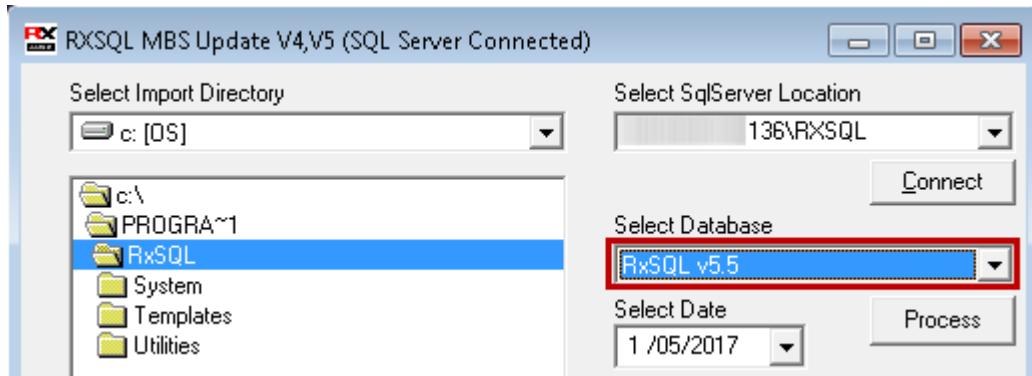 RX RXSQL MBS Update V4,V5 (SQL Server Connected)
Select Import Directory
c: [OS]
c:\
PROGRA~1
RxSQL
System
Templates
Utilities
Select SqlServer Location
136\RXSQL
Connect
Select Database
RxSQL v5.5
Select Date
1 /05/2017
Process